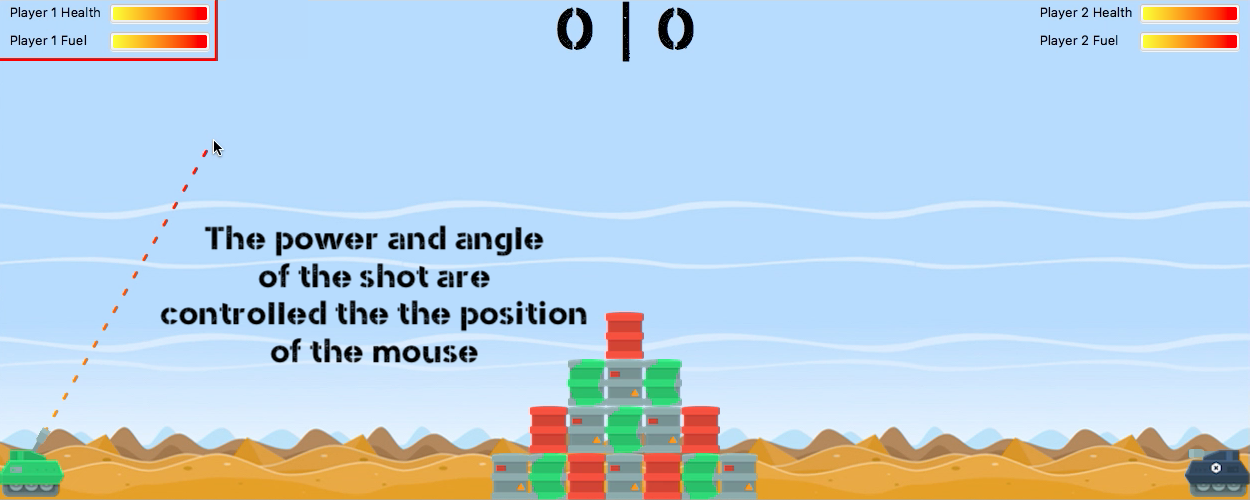 Player 1 Health
Player 1 Fuel
0 | 0
Player 2 Health
Player 2 Fuel
The power and angle
of the shot are
controlled the the position
of the mouse